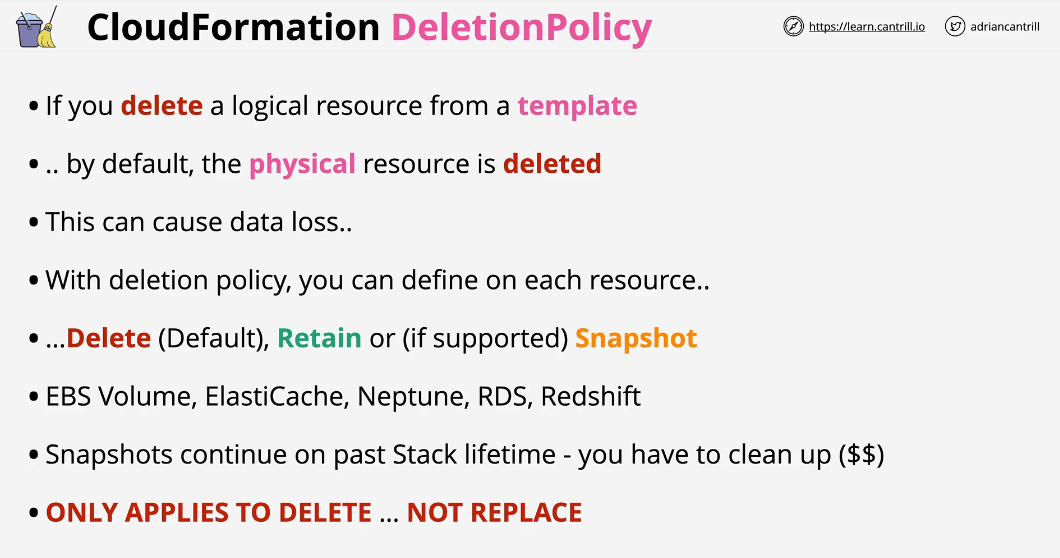 CloudFormation DeletionPolicy
https://learn.cantrill.io
adriancantrill
• If you delete a logical resource from a template
• .. by default, the physical resource is deleted
• This can cause data loss..
• With deletion policy, you can define on each resource..
• ...Delete (Default), Retain or (if supported) Snapshot
• EBS Volume, ElastiCache, Neptune, RDS, Redshift
• Snapshots continue on past Stack lifetime - you have to clean up ($$)
• ONLY APPLIES TO DELETE ... NOT REPLACE